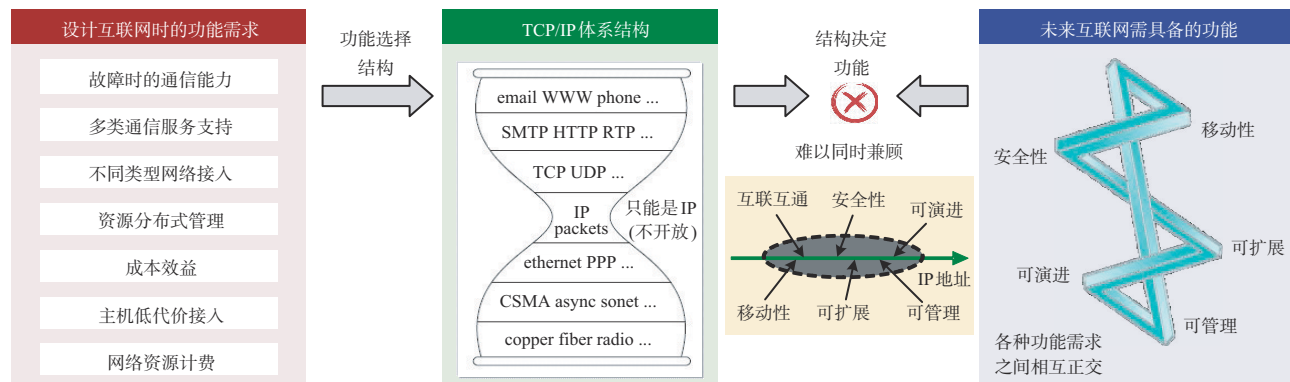 设计互联网时的功能需求
故障时的通信能力
多类通信服务支持
不同类型网络接入
资源分布式管理
成本效益
主机低代价接入
网络资源计费
功能选择
结构
TCP/IP体系结构
email WWW phone ...
SMTP HTTP RTP ...
TCP UDP ...
IP
packets
只能是IP
(不开放)
ethernet PPP ...
CSMA async sonet ...
copper fiber radio ...
结构决定
功能
难以同时兼顾
互联互通
安全性
可演进
IP地址
移动性
可扩展
可管理
未来互联网需具备的功能
移动性
安全性
可扩展
可演进
可管理
各种功能需求
之间相互正交